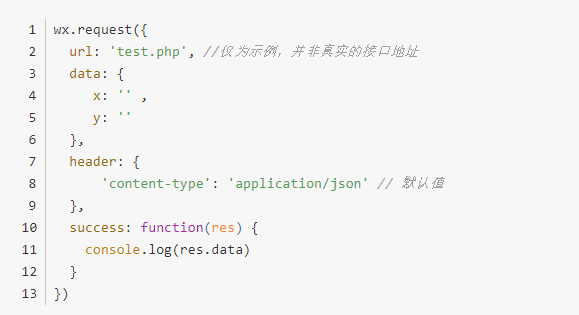 1 wx.request({
2   url: 'test.php', //仅为示例，并非真实的接口地址
3   data: {
4      x: '' ,
5      y: ''
6   },
7   header: {
8       'content-type': 'application/json' // 默认值
9   },
10   success: function(res) {
11     console.log(res.data)
12   }
13 })